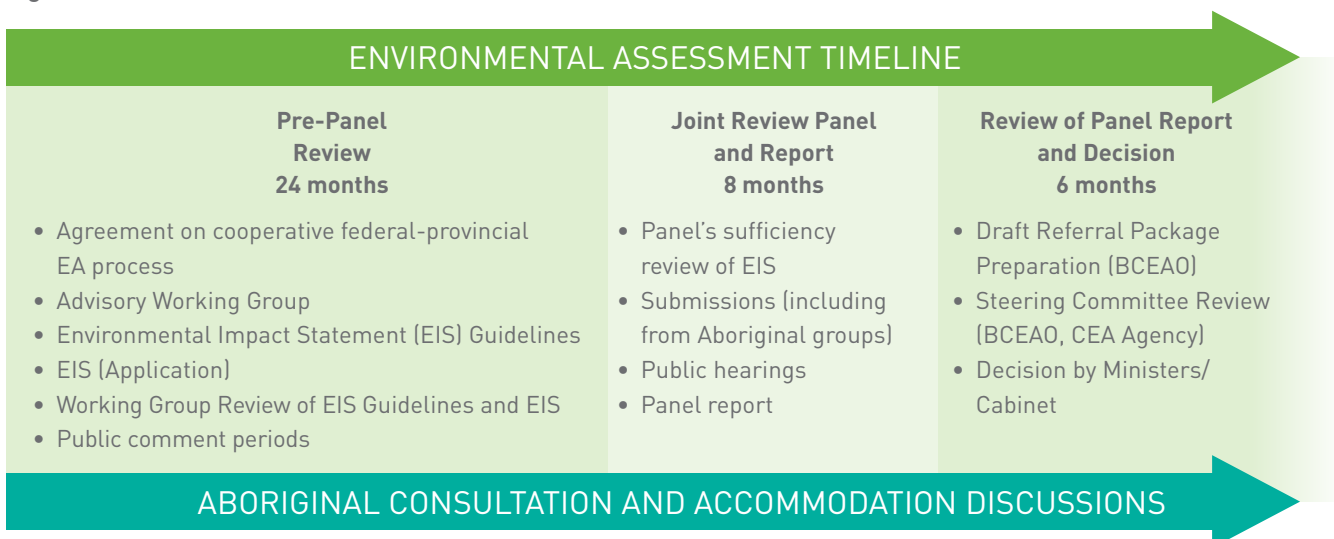 ENVIRONMENTAL ASSESSMENT TIMELINE
Pre-Panel
Review
24 months
• Agreement on cooperative federal-provincial
EA process
• Advisory Working Group
• Environmental Impact Statement (EIS) Guidelines
• EIS (Application)
• Working Group Review of EIS Guidelines and EIS
• Public comment periods
Joint Review Panel
and Report
8 months
• Panel's sufficiency
review of EIS
• Submissions (including
from Aboriginal groups)
• Public hearings
• Panel report
Review of Panel Report
and Decision
6 months
• Draft Referral Package
Preparation (BCEAO)
• Steering Committee Review
(BCEAO, CEA Agency)
• Decision by Ministers/
Cabinet
ABORIGINAL CONSULTATION AND ACCOMMODATION DISCUSSIONS